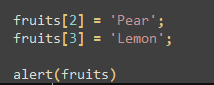 fruits[2] = 'Pear';
fruits[3] = 'Lemon';
alert(fruits)